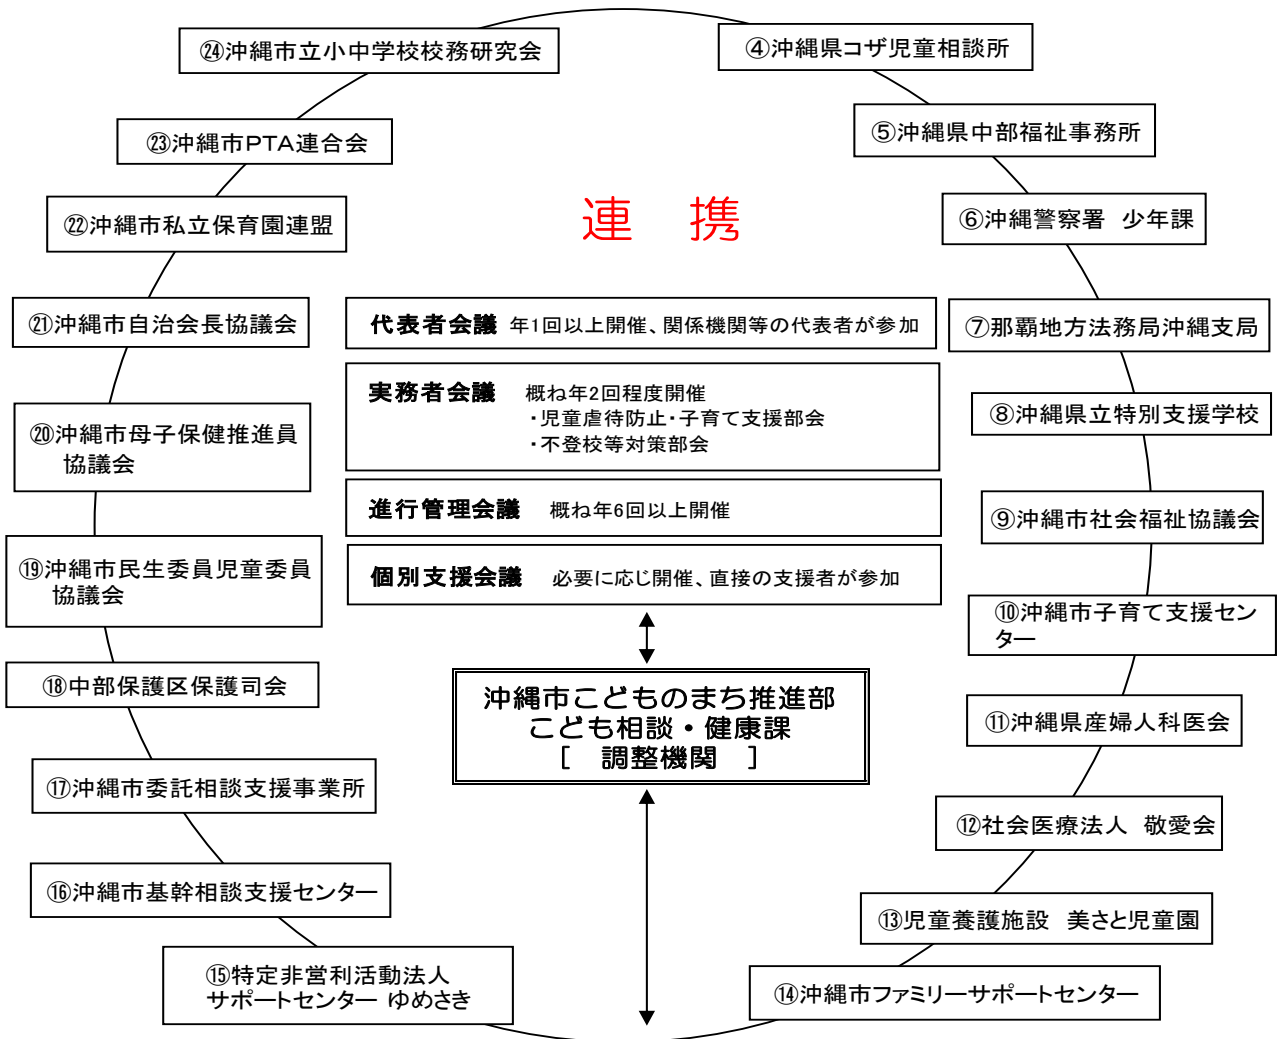 ㉔沖縄市立小中学校校務研究会
④沖縄県コザ児童相談所
㉓沖縄市PTA連合会
⑤沖縄県中部福祉事務所
㉒沖縄市私立保育園連盟
連 携
⑥沖縄警察署 少年課
㉑沖縄市自治会長協議会
代表者会議 年1回以上開催、関係機関等の代表者が参加
⑦那覇地方法務局沖縄支局
実務者会議 概ね年2回程度開催
・児童虐待防止・子育て支援部会
・不登校等対策部会
⑧沖縄県立特別支援学校
⑳沖縄市母子保健推進員
協議会
進行管理会議 概ね年6回以上開催
⑨沖縄市社会福祉協議会
⑲沖縄市民生委員児童委員
協議会
個別支援会議 必要に応じ開催、直接の支援者が参加
⑩沖縄市子育て支援セン
ター
⑱中部保護区保護司会
沖縄市こどものまち推進部
こども相談・健康課
[ 調整機関 ]
⑪沖縄県産婦人科医会
⑰沖縄市委託相談支援事業所
⑫社会医療法人 敬愛会
⑯沖縄市基幹相談支援センター
⑬児童養護施設 美さと児童園
⑮特定非営利活動法人
サポートセンター ゆめさき
⑭沖縄市ファミリーサポートセンター